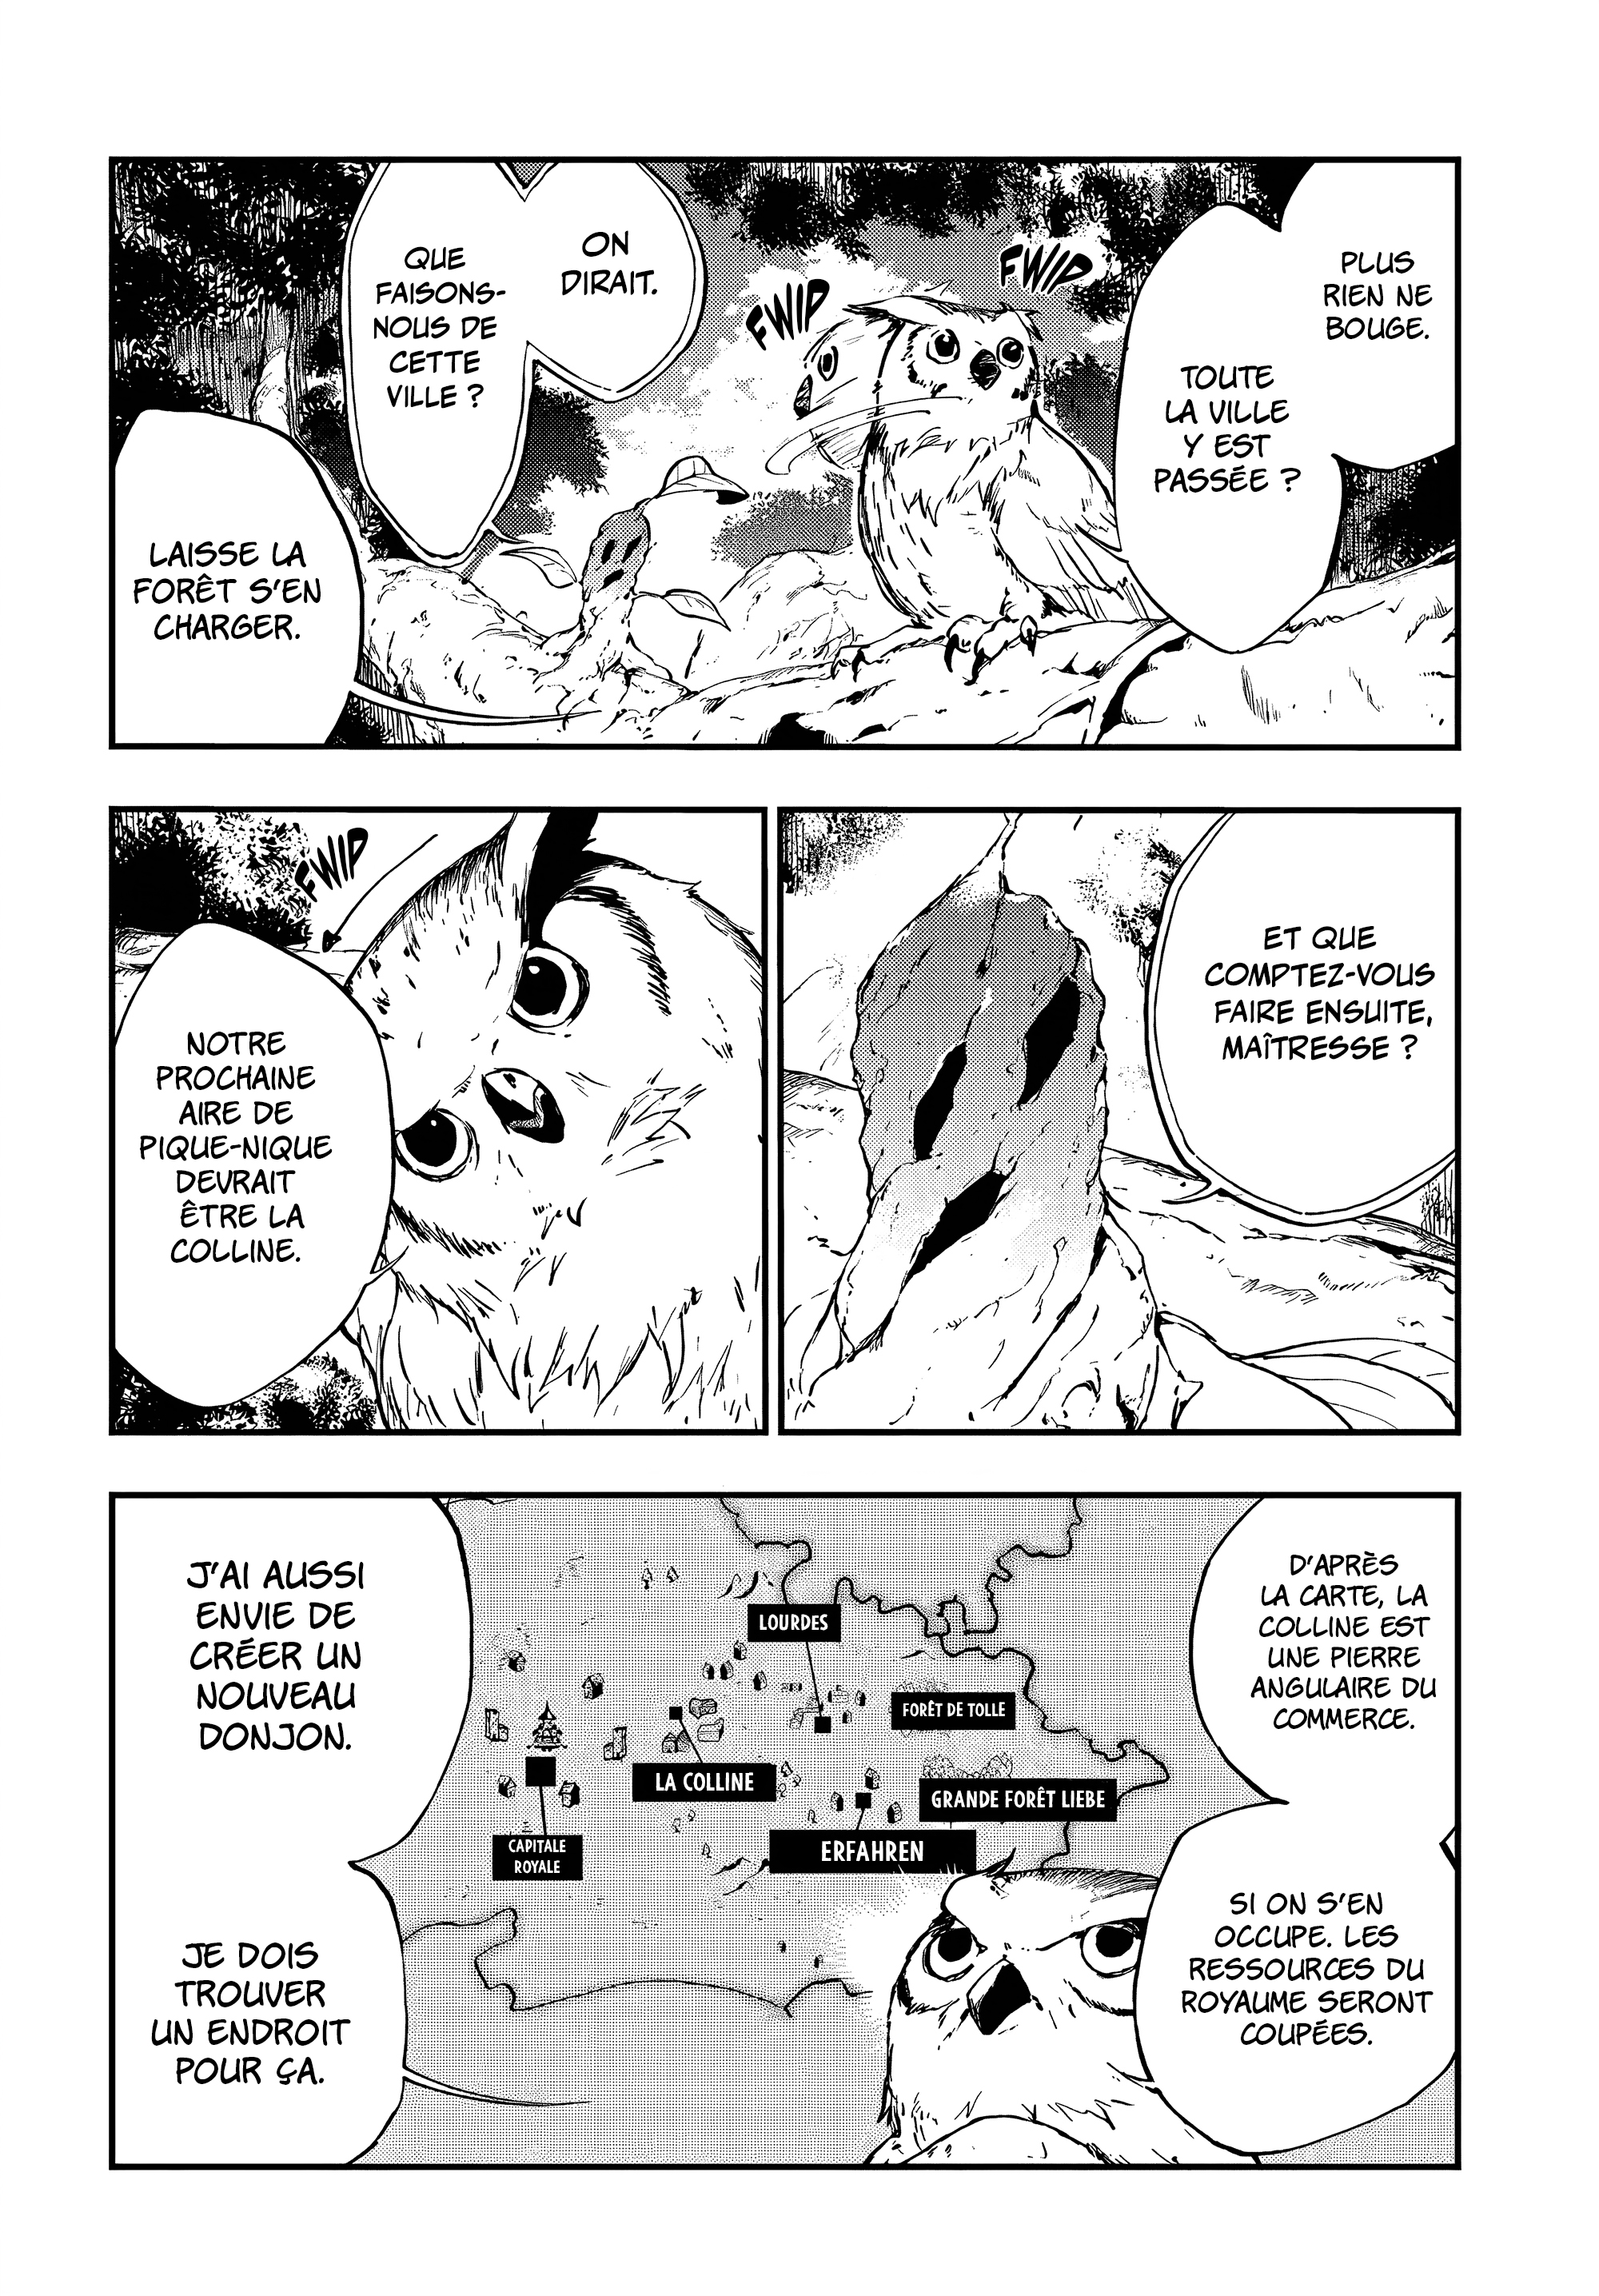 PLUS
RIEN NE
BOUGE.
TOUTE
LA VILLE
Y EST
PASSÉE ?
FWIP
FWIP
ON
DIRAIT.
QUE
FAISONS-
NOUS DE
CETTE
VILLE ?
LAISSE LA
FORÊT S'EN
CHARGER.
ET QUE
COMPTEZ-VOUS
FAIRE ENSUITE,
MAÎTRESSE ?
FWIP
NOTRE
PROCHAINE
AIRE DE
PIQUE-NIQUE
DEVRAIT
ÊTRE LA
COLLINE.
D'APRÈS
LA CARTE, LA
COLLINE EST
UNE PIERRE
ANGULAIRE DU
COMMERCE.
SI ON S'EN
OCCUPE. LES
RESSOURCES DU
ROYAUME SERONT
COUPÉES.
LOURDES
FORÊT DE TOLLE
LA COLLINE
GRANDE FORÊT LIEBE
ERFAHREN
CAPITALE
ROYALE
J'AI AUSSI
ENVIE DE
CRÉER UN
NOUVEAU
DONJON.
JE DOIS
TROUVER
UN ENDROIT
POUR ÇA.